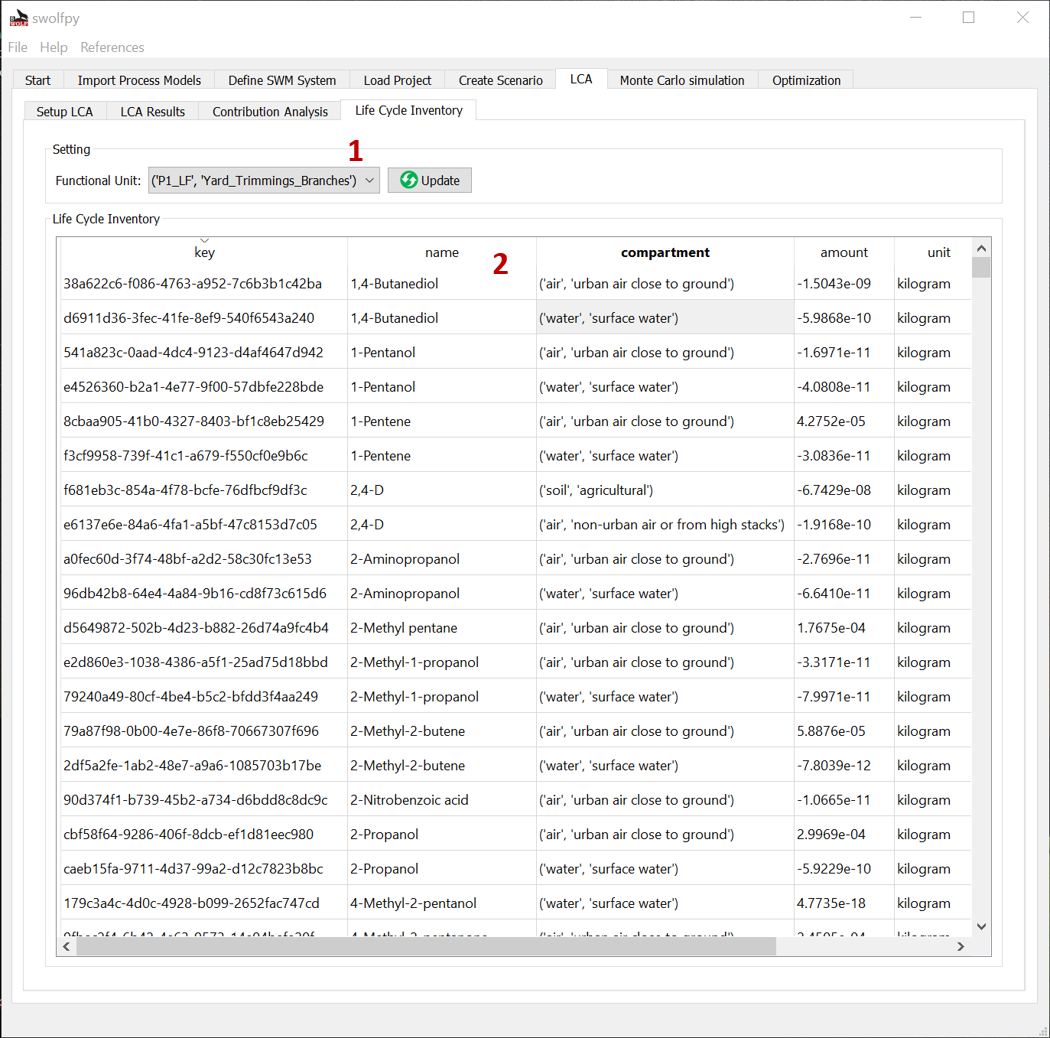 swolfpy
File Help References
Start Import Process Models Define SWM System Load Project Create Scenario LCA Monte Carlo simulation Optimization
Setup LCA LCA Results Contribution Analysis Life Cycle Inventory
Setting
1
Functional Unit: ('P1_LF', 'Yard_Trimmings_Branches') Update
Life Cycle Inventory
key name compartment amount unit
2
38a622c6-f086-4763-a952-7c6b3b1c42ba 1,4-Butanediol ('air', 'urban air close to ground') -1.5043e-09 kilogram
d6911d36-3fec-41fe-8ef9-540f6543a240 1,4-Butanediol ('water', 'surface water') -5.9868e-10 kilogram
541a823c-0aad-4dc4-9123-d4af4647d942 1-Pentanol ('air', 'urban air close to ground') -1.6971e-11 kilogram
e4526360-b2a1-4e77-9f00-57dbfe228bde 1-Pentanol ('water', 'surface water') -4.0808e-11 kilogram
8cbaa905-41b0-4327-8403-bf1c8eb25429 1-Pentene ('air', 'urban air close to ground') 4.2752e-05 kilogram
f3cf9958-739f-41c1-a679-f550cf0e9b6c 1-Pentene ('water', 'surface water') -3.0836e-11 kilogram
f681eb3c-854a-4f78-bcfe-76dfbcf9df3c 2,4-D ('soil', 'agricultural') -6.7429e-08 kilogram
e6137e6e-84a6-4fa1-a5bf-47c8153d7c05 2,4-D ('air', 'non-urban air or from high stacks') -1.9168e-10 kilogram
a0fec60d-3f74-48bf-a2d2-58c30fc13e53 2-Aminopropanol ('air', 'urban air close to ground') -2.7696e-11 kilogram
96db42b8-64e4-4a84-9b16-cd8f73c615d6 2-Aminopropanol ('water', 'surface water') -6.6410e-11 kilogram
d5649872-502b-4d23-b882-26d74a9fc4b4 2-Methyl pentane ('air', 'urban air close to ground') 1.7675e-04 kilogram
e2d860e3-1038-4386-a5f1-25ad75d18bbd 2-Methyl-1-propanol ('air', 'urban air close to ground') -3.3171e-11 kilogram
79240a49-80cf-4be4-b5c2-bfdd3f4aa249 2-Methyl-1-propanol ('water', 'surface water') -7.9971e-11 kilogram
79a87f98-0b00-4e7e-86f8-70667307f696 2-Methyl-2-butene ('air', 'urban air close to ground') 5.8876e-05 kilogram
2df5a2fe-1ab2-48e7-a9a6-1085703b17be 2-Methyl-2-butene ('water', 'surface water') -7.8039e-12 kilogram
90d374f1-b739-45b2-a734-d6bdd8c8dc9c 2-Nitrobenzoic acid ('air', 'urban air close to ground') -1.0665e-11 kilogram
cbf58f64-9286-406f-8dcb-ef1d81eec980 2-Propanol ('air', 'urban air close to ground') 2.9969e-04 kilogram
caeb15fa-9711-4d37-99a2-d12c7823b8bc 2-Propanol ('water', 'surface water') -5.9229e-10 kilogram
179c3a4c-4d0c-4928-b099-2652fac747cd 4-Methyl-2-pentanol ('water', 'surface water') 4.7735e-18 kilogram